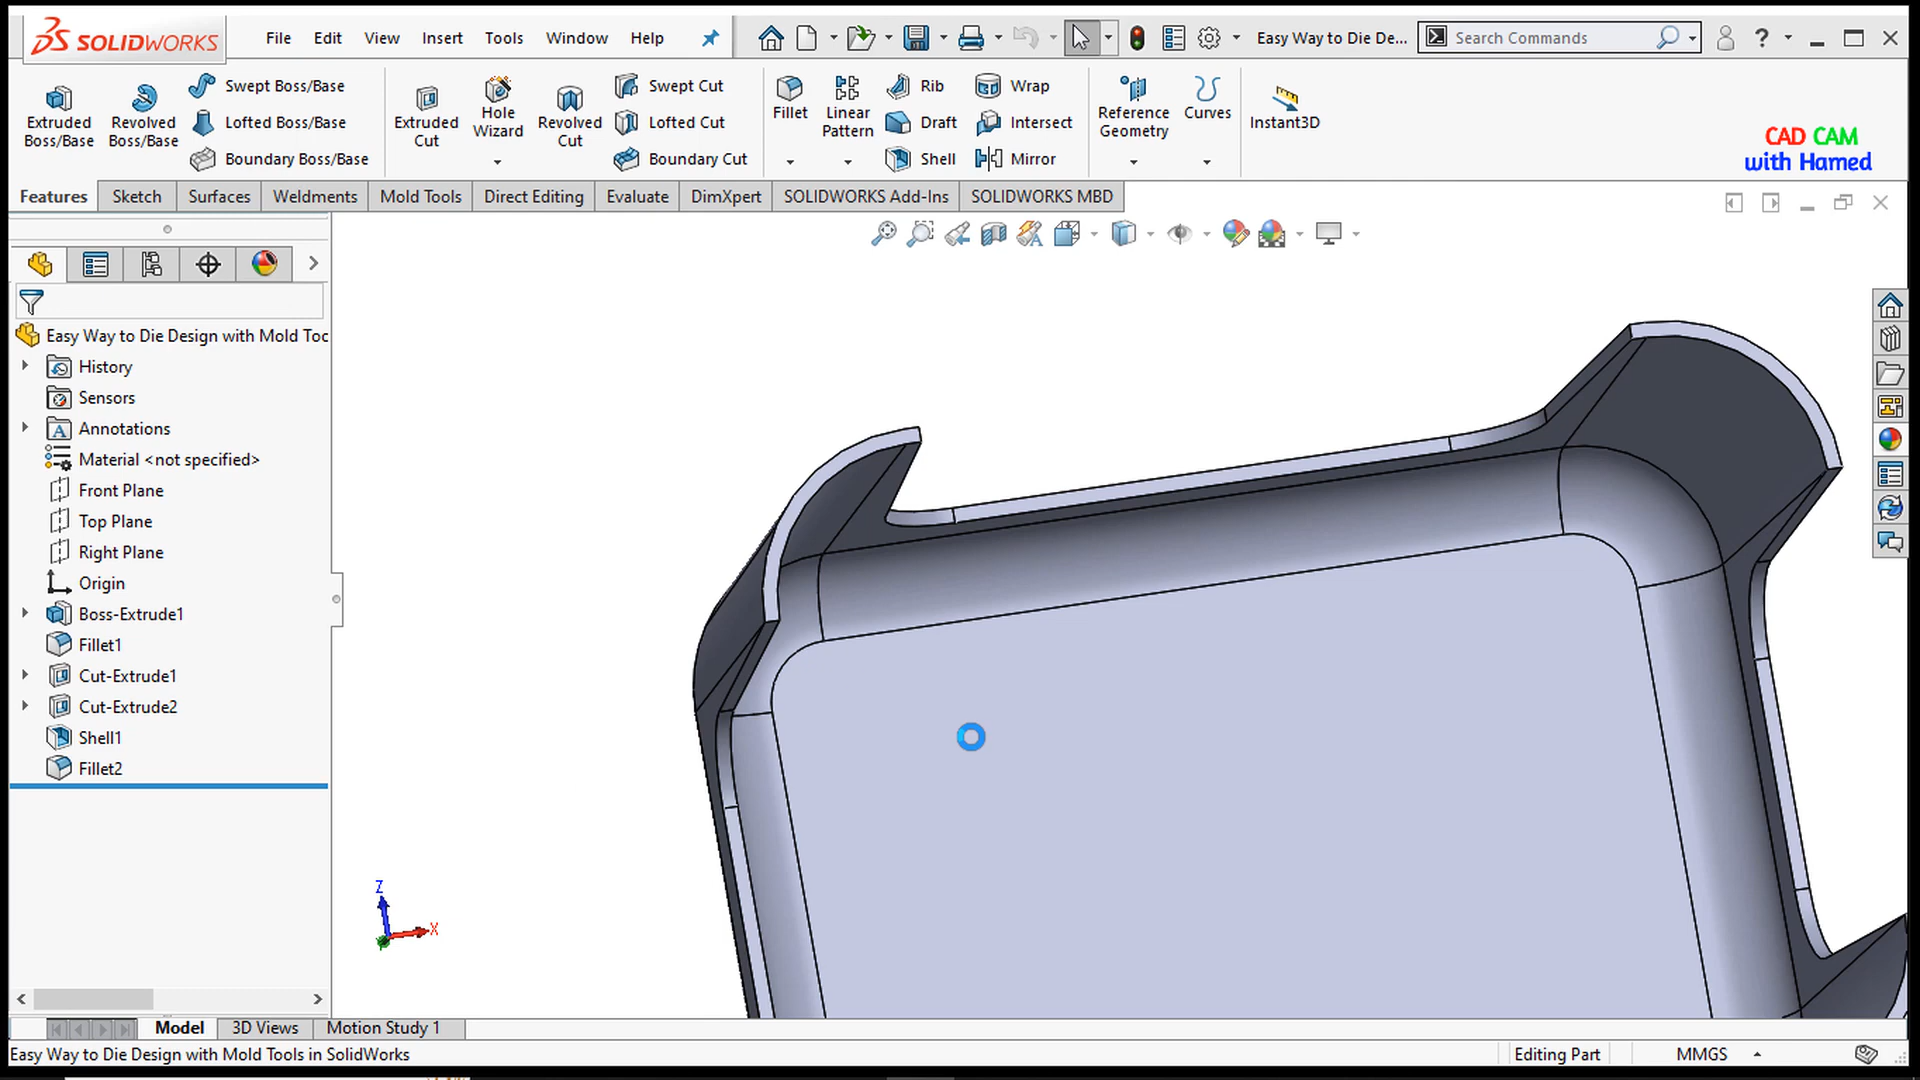 SOLIDWORKS
File Edit View Insert Tools Window Help
Easy Way to Die De...
Search Commands
Extruded Boss/Base
Revolved Boss/Base
Swept Boss/Base
Lofted Boss/Base
Boundary Boss/Base
Extruded Cut
Hole Wizard
Revolved Cut
Swept Cut
Lofted Cut
Boundary Cut
Fillet
Linear Pattern
Rib
Draft
Shell
Wrap
Intersect
Mirror
Reference Geometry
Curves
Instant3D
CAD CAM
with Hamed
Features Sketch Surfaces Weldments Mold Tools Direct Editing Evaluate DimXpert SOLIDWORKS Add-Ins SOLIDWORKS MBD
Easy Way to Die Design with Mold Toc
History
Sensors
Annotations
Material <not specified>
Front Plane
Top Plane
Right Plane
Origin
Boss-Extrude1
Fillet1
Cut-Extrude1
Cut-Extrude2
Shell1
Fillet2
Z
X
Model 3D Views Motion Study 1
Easy Way to Die Design with Mold Tools in SolidWorks
Editing Part
MMGS